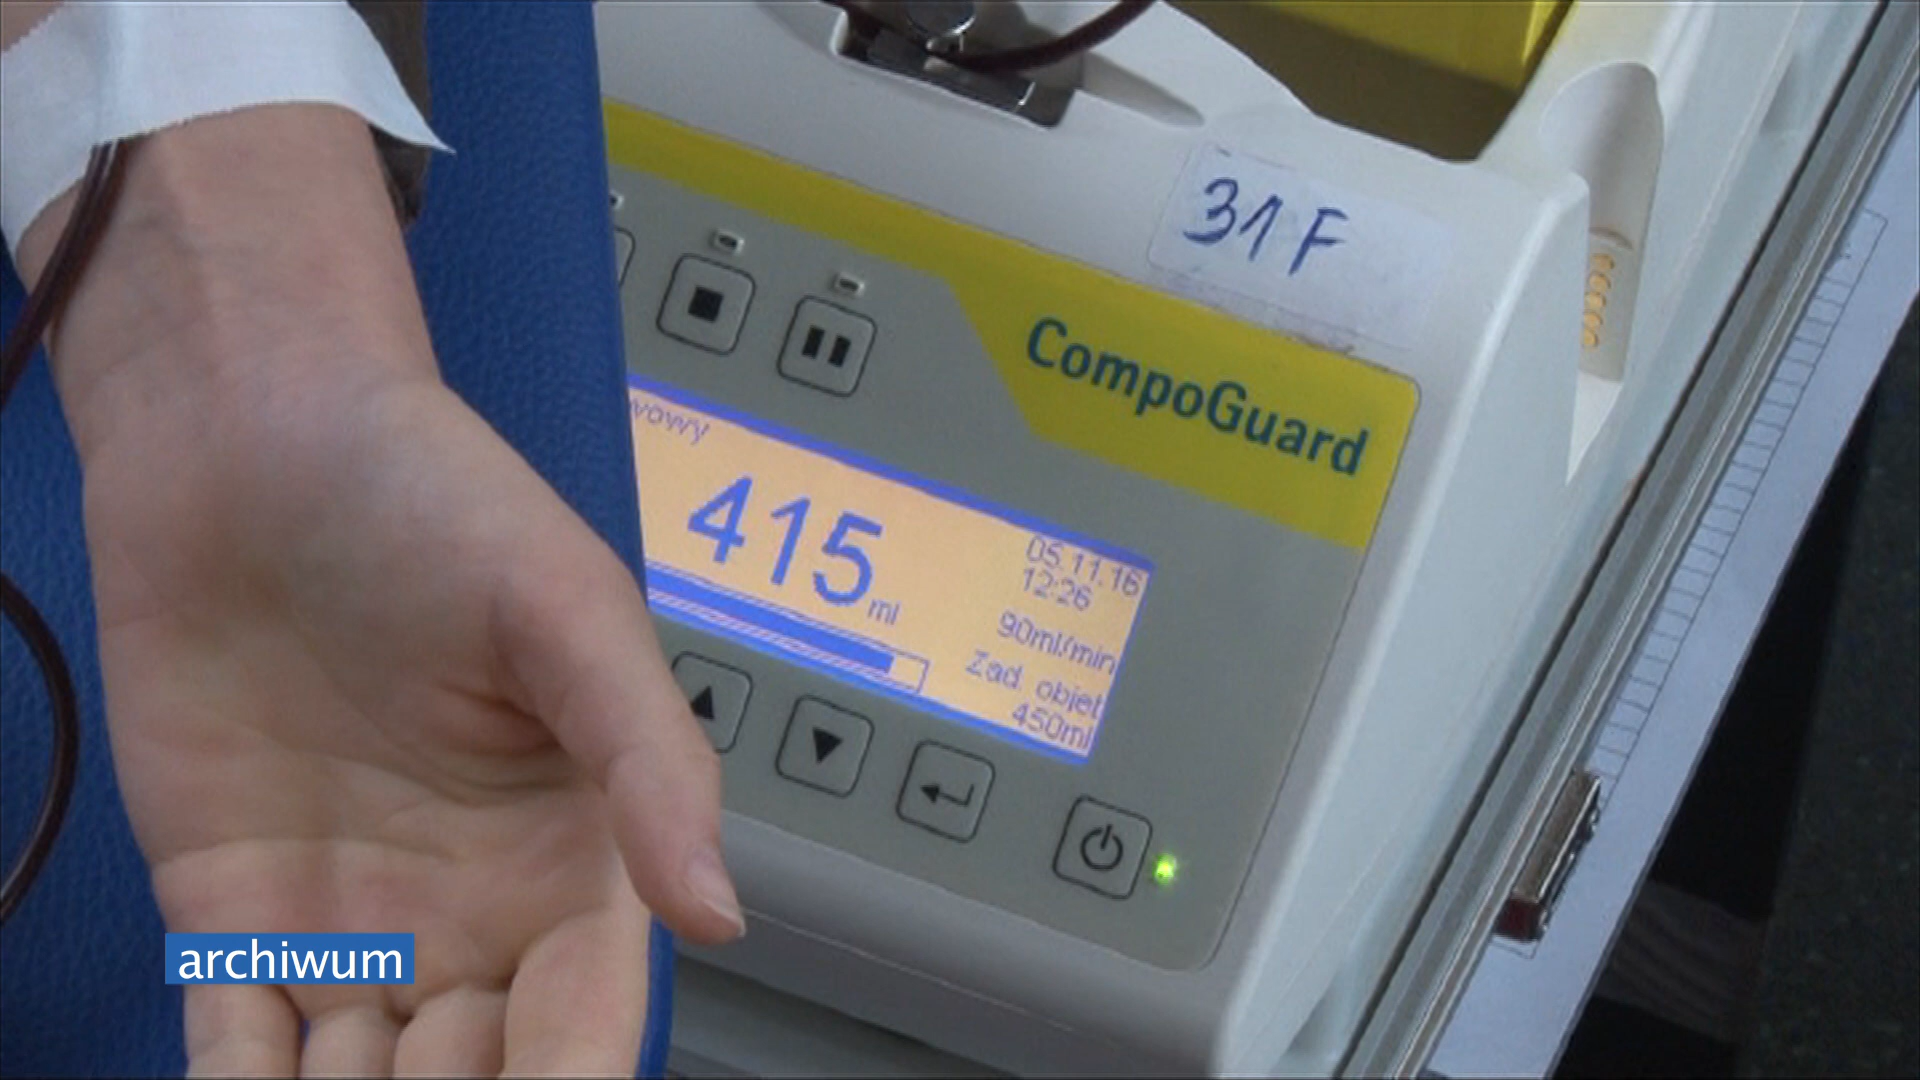 31 F
CompoGuard
415 ml
05.11.16
12:26
90ml/min
Zad. objęt
450ml
archiwum